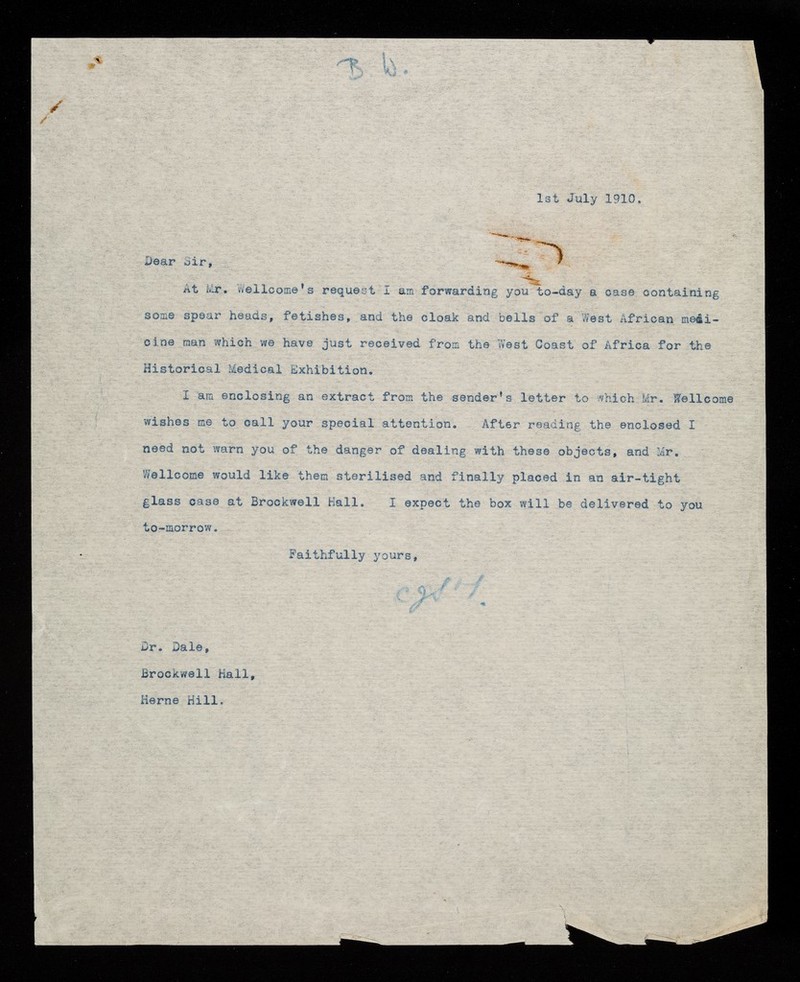 B. W.
1st July 1910.
Dear Sir,
At Mr. Wellcome's request I am forwarding you to-day a case containing
some spear heads, fetishes, and the cloak and bells of a West African medi-
cine man which we have just received from the West Coast of Africa for the
Historical Medical Exhibition.
I am enclosing an extract from the sender's letter to which Mr. Wellcome
wishes me to call your special attention. After reading the enclosed I
need not warn you of the danger of dealing with these objects, and Mr.
Wellcome would like them sterilised and finally placed in an air-tight
glass case at Brockwell Hall. I expect the box will be delivered to you
to-morrow.
Faithfully yours,
Dr. Dale,
Brockwell Hall,
Herne Hill.